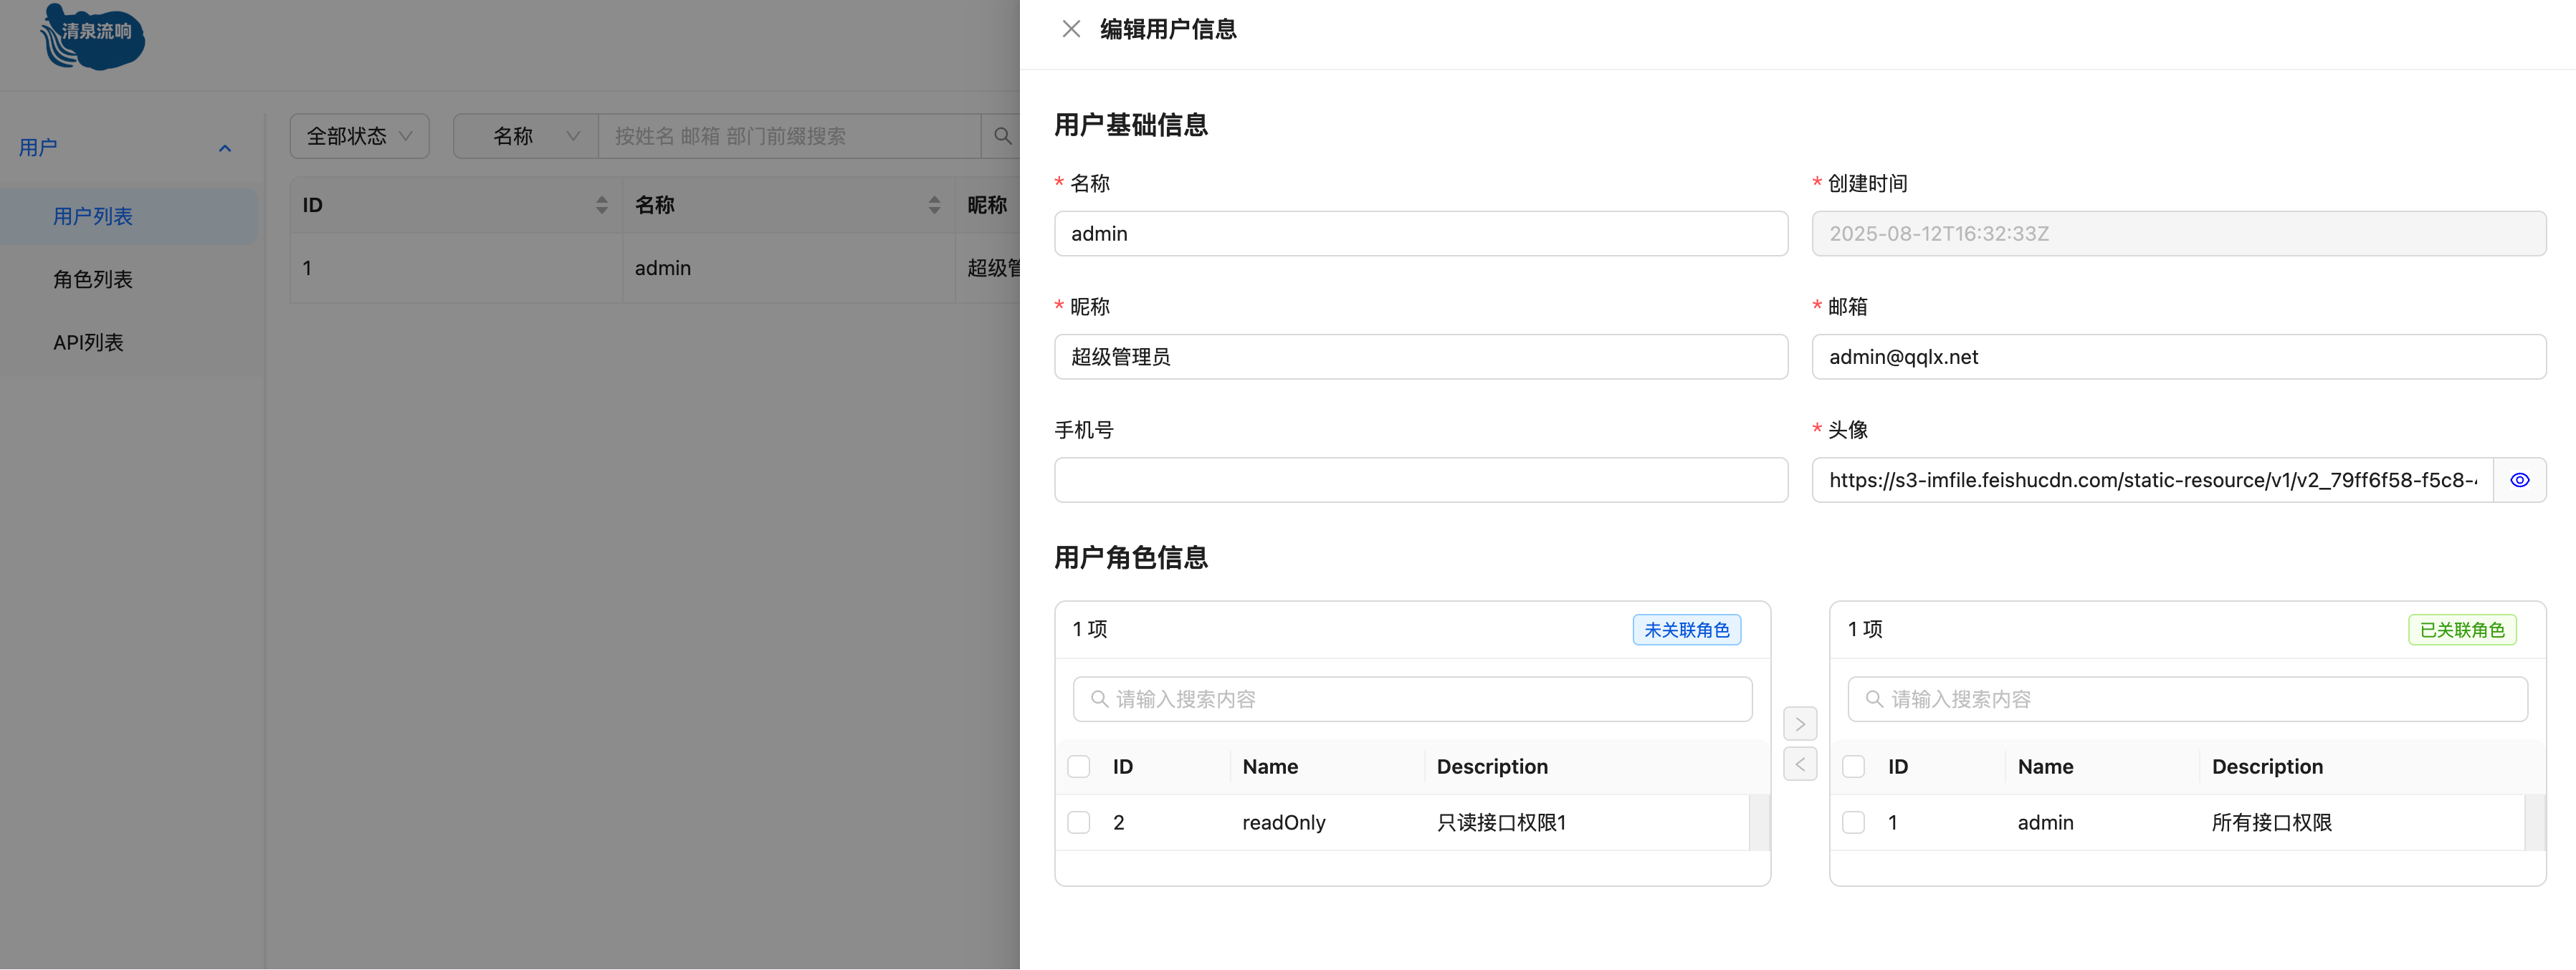 清泉流响
用户
用户列表
角色列表
API列表
全部状态
名称
按姓名 邮箱 部门前缀搜索
ID
名称
昵称
1
admin
超级管
编辑用户信息
用户基础信息
* 名称
admin
* 创建时间
2025-08-12T16:32:33Z
* 昵称
超级管理员
* 邮箱
admin@qqlx.net
手机号
* 头像
https://s3-imfile.feishucdn.com/static-resource/v1/v2_79ff6f58-f5c8-
用户角色信息
1 项
未关联角色
请输入搜索内容
ID Name Description
2 readOnly 只读接口权限1
1 项
已关联角色
请输入搜索内容
ID Name Description
1 admin 所有接口权限